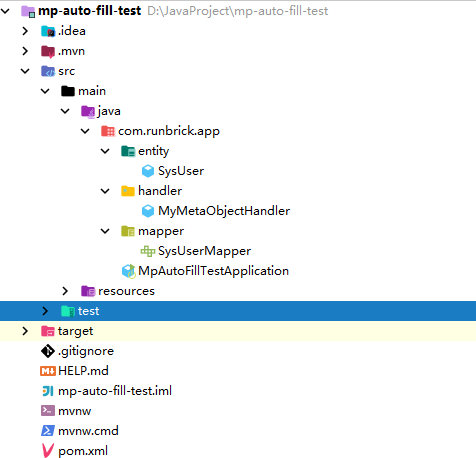 mp-auto-fill-test D:\JavaProject\mp-auto-fill-test
.idea
.mvn
src
main
java
com.runbrick.app
entity
SysUser
handler
MyMetaObjectHandler
mapper
SysUserMapper
MpAutoFillTestApplication
resources
test
target
.gitignore
HELP.md
mp-auto-fill-test.iml
mvnw
mvnw.cmd
pom.xml